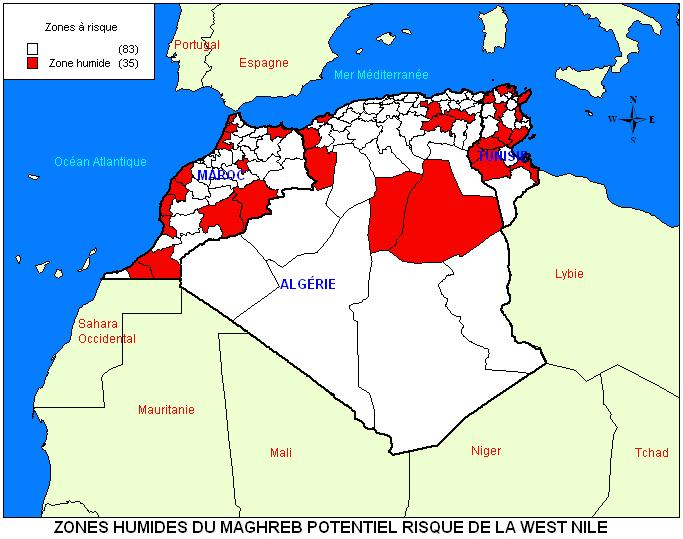 Zones à risque
(83)
Zone humide (35)
Portugal
Espagne
Mer Méditerranée
N
W E
S
Océan Atlantique
MAROC
TUNISIE
ALGÉRIE
Lybie
Sahara
Occidental
Mauritanie
Mali
Niger
Tchad
ZONES HUMIDES DU MAGHREB POTENTIEL RISQUE DE LA WEST NILE